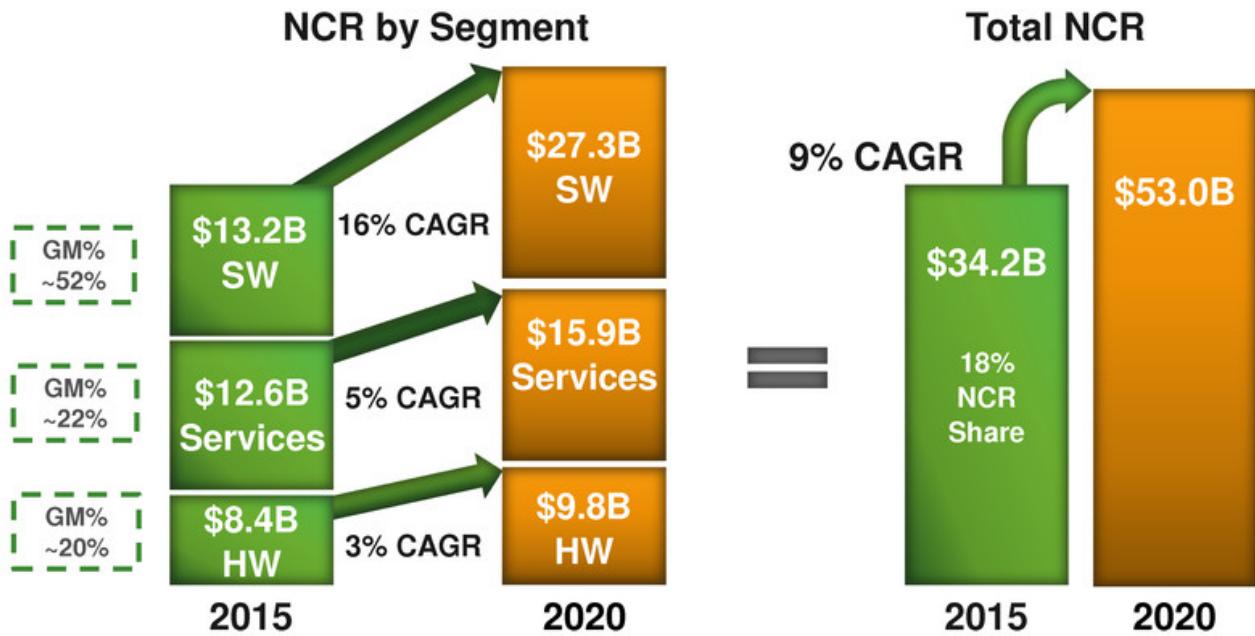 NCR by Segment
GM%
~52%
GM%
~22%
GM%
~20%
$13.2B
SW
$12.6B
Services
$8.4B
HW
2015
16% CAGR
5% CAGR
3% CAGR
$27.3B
SW
$15.9B
Services
$9.8B
HW
2020
Total NCR
9% CAGR
$34.2B
18%
NCR
Share
2015
$53.0B
2020